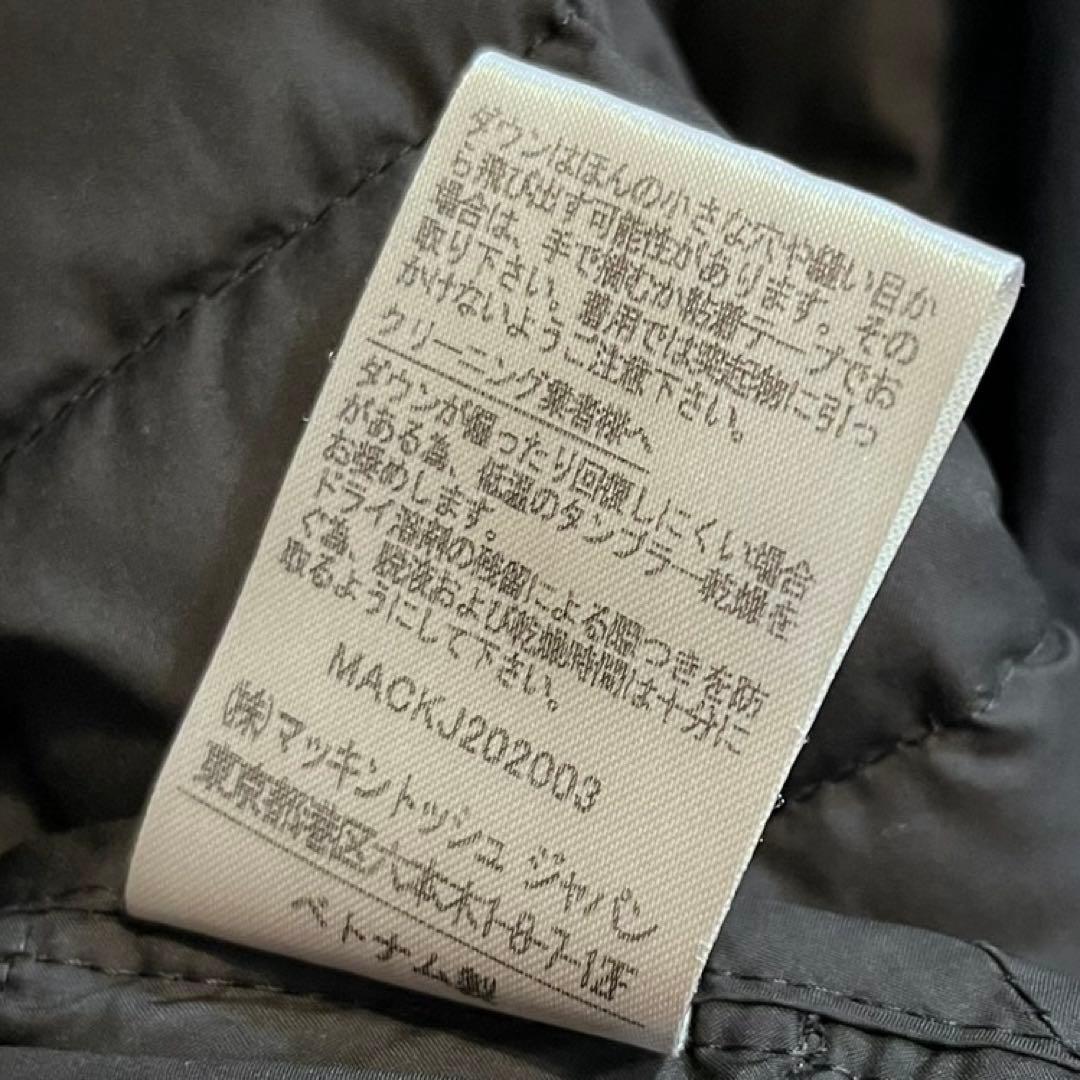 ダウンはほんの小さな穴や縫い目か
ら飛び出す可能性があります。その
場合は、手で摘むか粘着テープでお
取り下さい。着用では突起物に引っ
かけないようご注意下さい。
クリーニング業者様へ
ダウンが偏ったり回復しにくい場合
がある為、低温のタンブラー乾燥を
お奨めします。
ドライ溶剤の残留による際つきを防
ぐ為、脱液および乾燥時間は十分に
取るようにして下さい。
MACKJ202003
(株)マッキントッシュ ジャパン
東京都港区六本木1-8-7-12F
ベトナム製